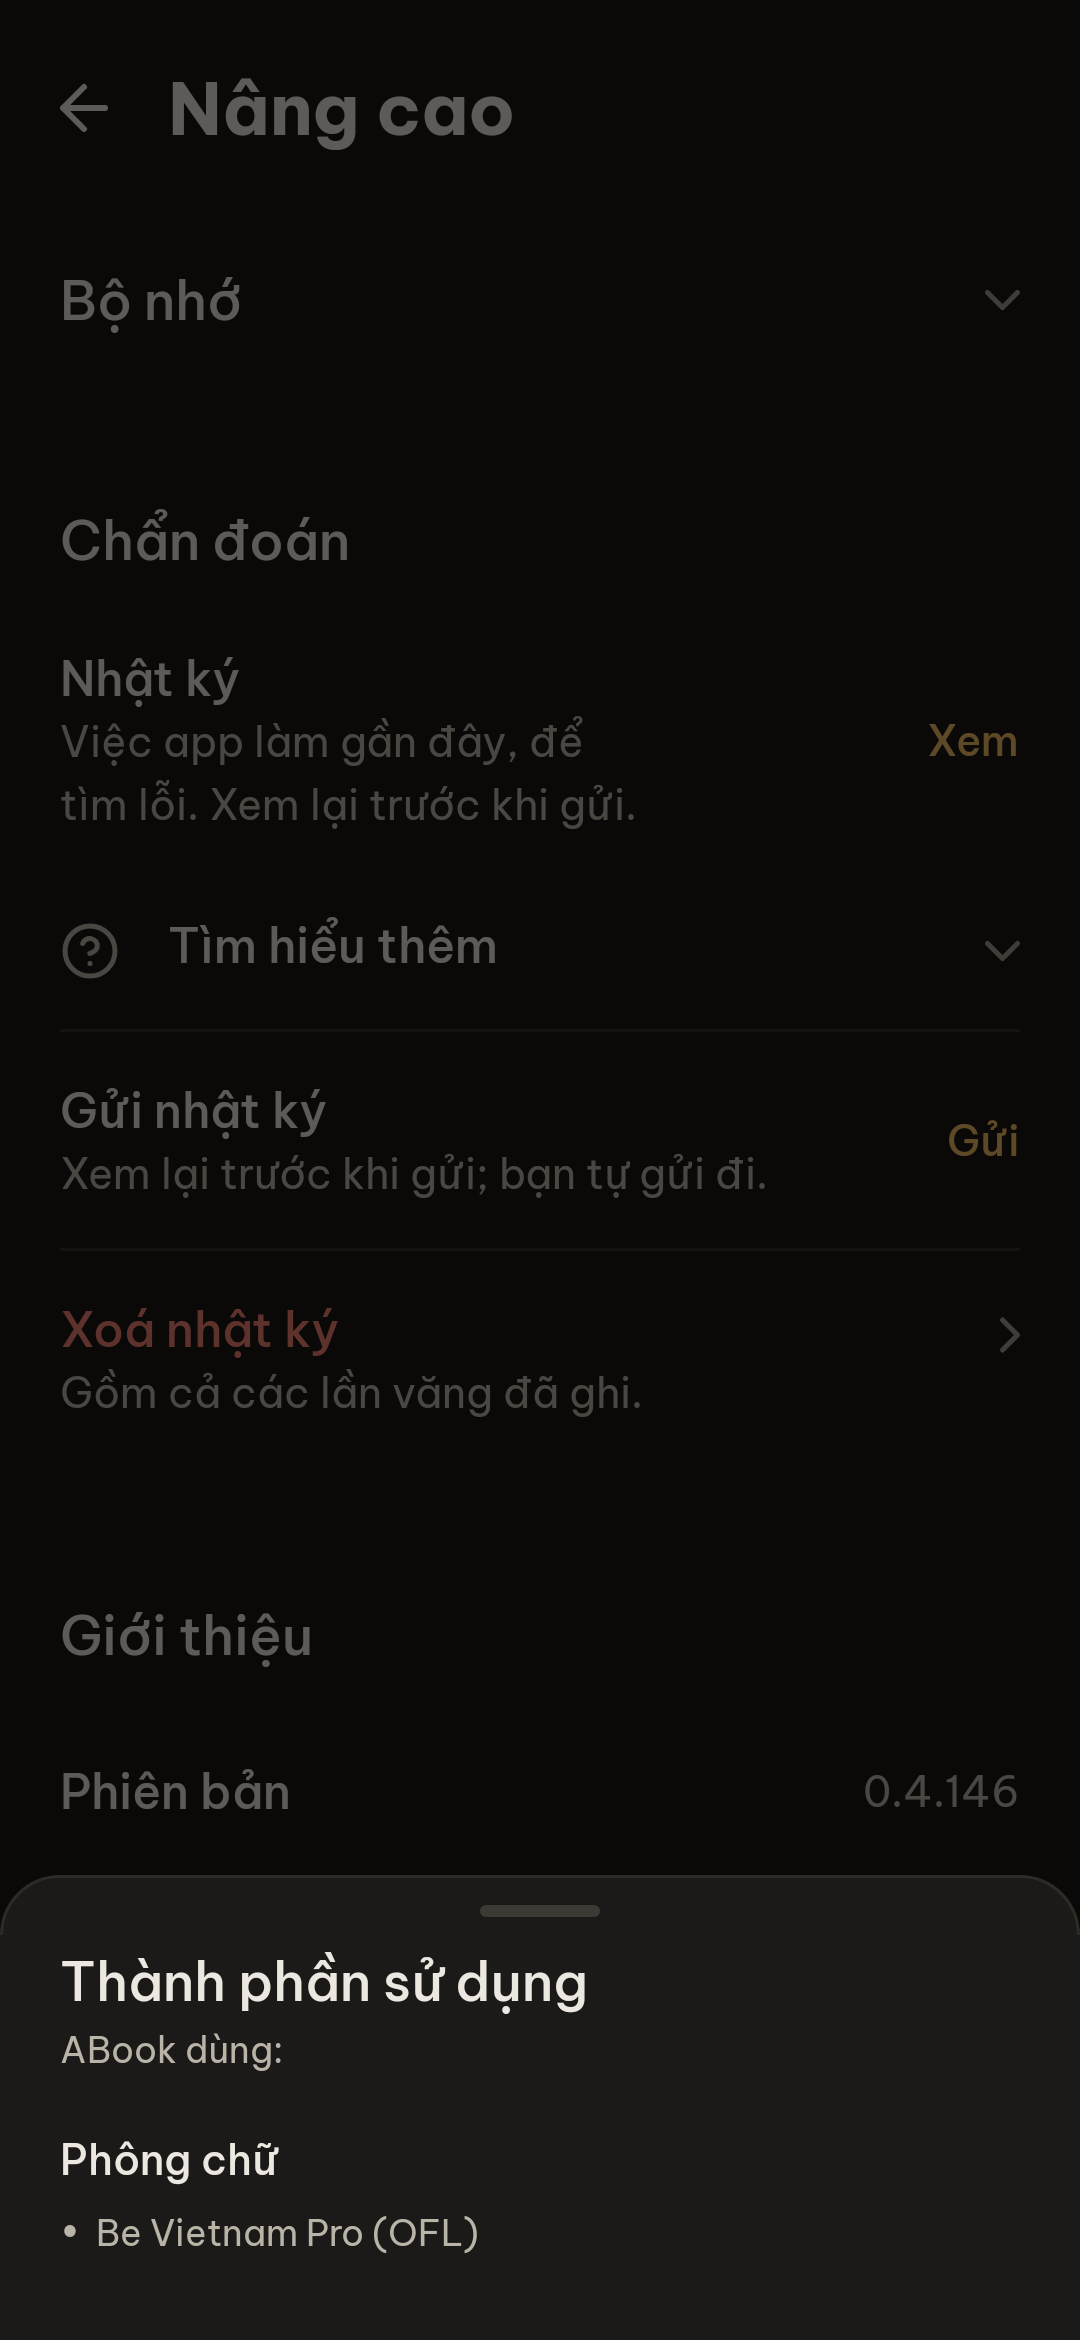 Nâng cao
Bộ nhớ
Chẩn đoán
Nhật ký
Việc app làm gần đây, để
tìm lỗi. Xem lại trước khi gửi.
Xem
Tìm hiểu thêm
Gửi nhật ký
Xem lại trước khi gửi; bạn tự gửi đi.
Gửi
Xoá nhật ký
Gồm cả các lần văng đã ghi.
Giới thiệu
Phiên bản
0.4.146
Thành phần sử dụng
ABook dùng:
Phông chữ
• Be Vietnam Pro (OFL)